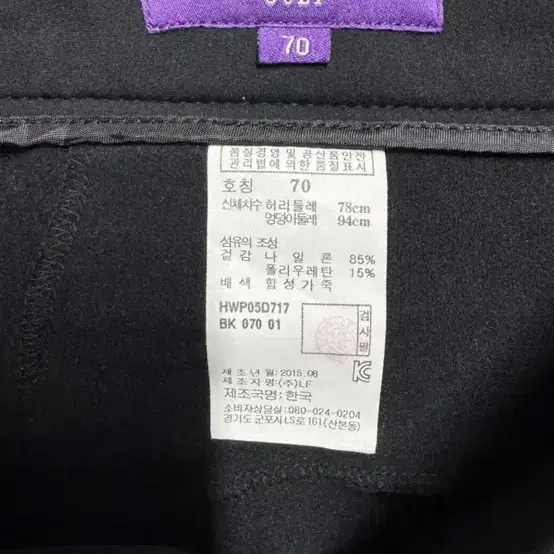 70
품질경영 및 공산품안전
관리법에 의한 품질표시
호칭 70
신체치수 허리둘레 78cm
엉덩이둘레 94cm
섬유의 조성
겉감 나일론 85%
폴리우레탄 15%
배색 합성가죽
HWP05D717
BK 070 01
검사필
제조년월: 2015.08
제조자명: (주)LF
제조국명: 한국
소비자상담실: 080-024-0204
경기도 군포시 LS로 161 (산본동)